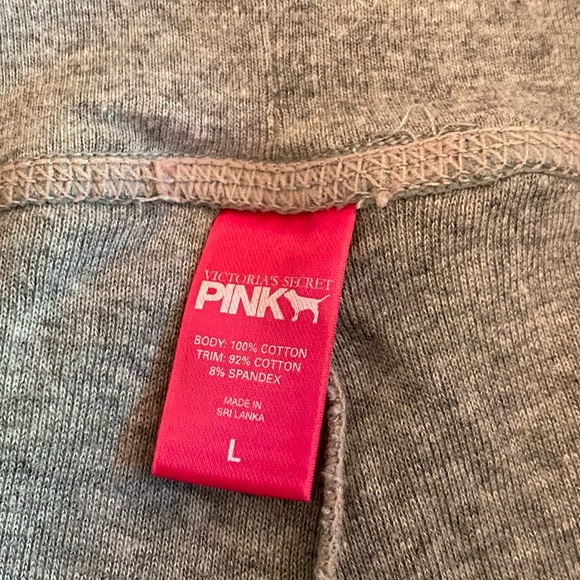 VICTORIA'S SECRET
PINK
BODY: 100% COTTON
TRIM: 92% COTTON
8% SPANDEX
MADE IN
SRI LANKA
L